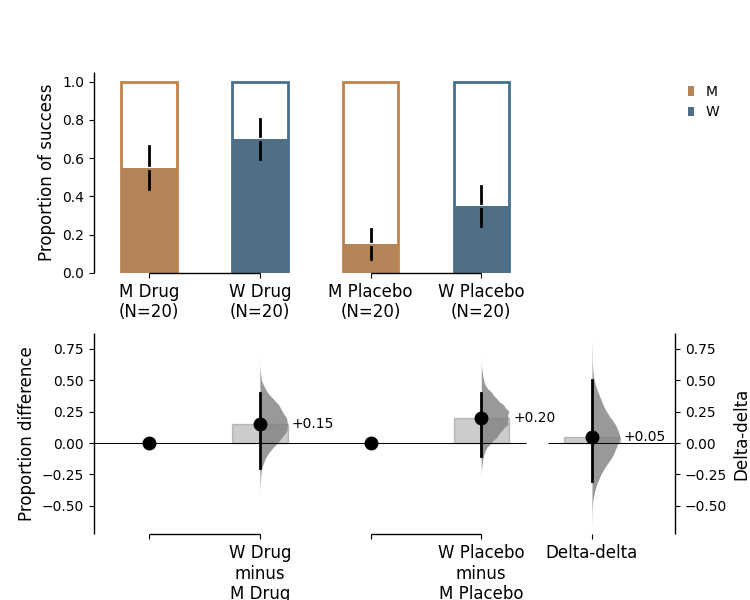 Proportion of success
1.0
0.8
0.6
0.4
0.2
0.0
M
W
M Drug
(N=20)
W Drug
(N=20)
M Placebo
(N=20)
W Placebo
(N=20)
Proportion difference
0.75
0.50
0.25
0.00
−0.25
−0.50
+0.15
+0.20
+0.05
0.75
0.50
0.25
0.00
−0.25
−0.50
Delta-delta
W Drug
minus
M Drug
W Placebo
minus
M Placebo
Delta-delta